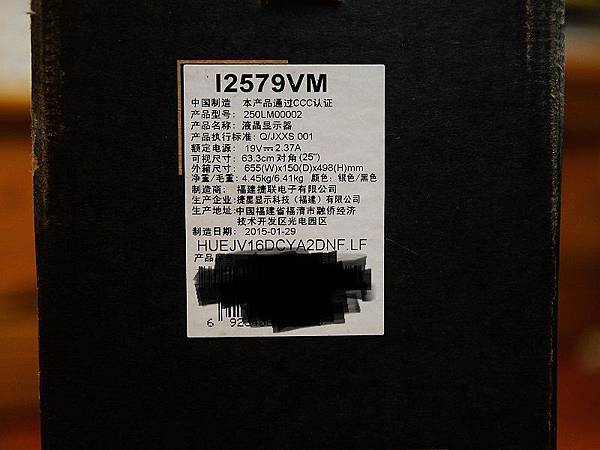 I2579VM
中国制造 本产品通过CCC认证
产品型号: 250LM00002
产品名称: 液晶显示器
产品执行标准: Q/JXXS 001
额定电源: 19V⎓2.37A
可视尺寸: 63.3cm 对角 (25")
外箱尺寸: 655(W)x150(D)x498(H)mm
净重/毛重: 4.45kg/6.41kg 颜色: 银色/黑色
制造商: 福建捷联电子有限公司
生产企业:捷星显示科技(福建)有限公司
生产地址:中国福建省福清市融侨经济
技术开发区光电园区
制造日期: 2015-01-29
HUEJV16DCYA2DNF.LF
产品
6